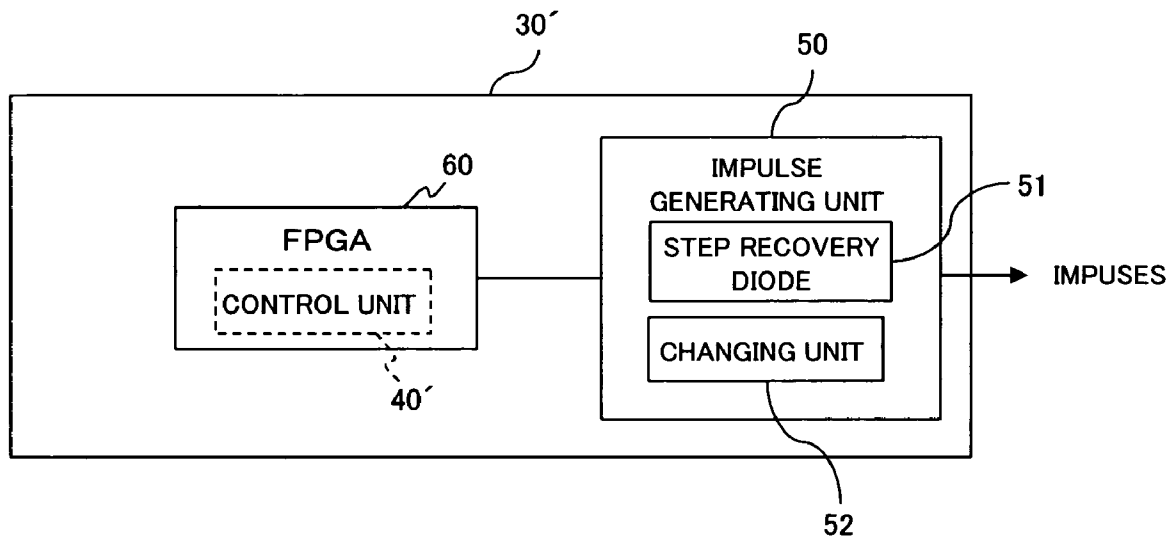 30´
50
IMPULSE
GENERATING UNIT
51
60
FPGA
STEP RECOVERY
DIODE
IMPUSES
CONTROL UNIT
CHANGING UNIT
40´
52